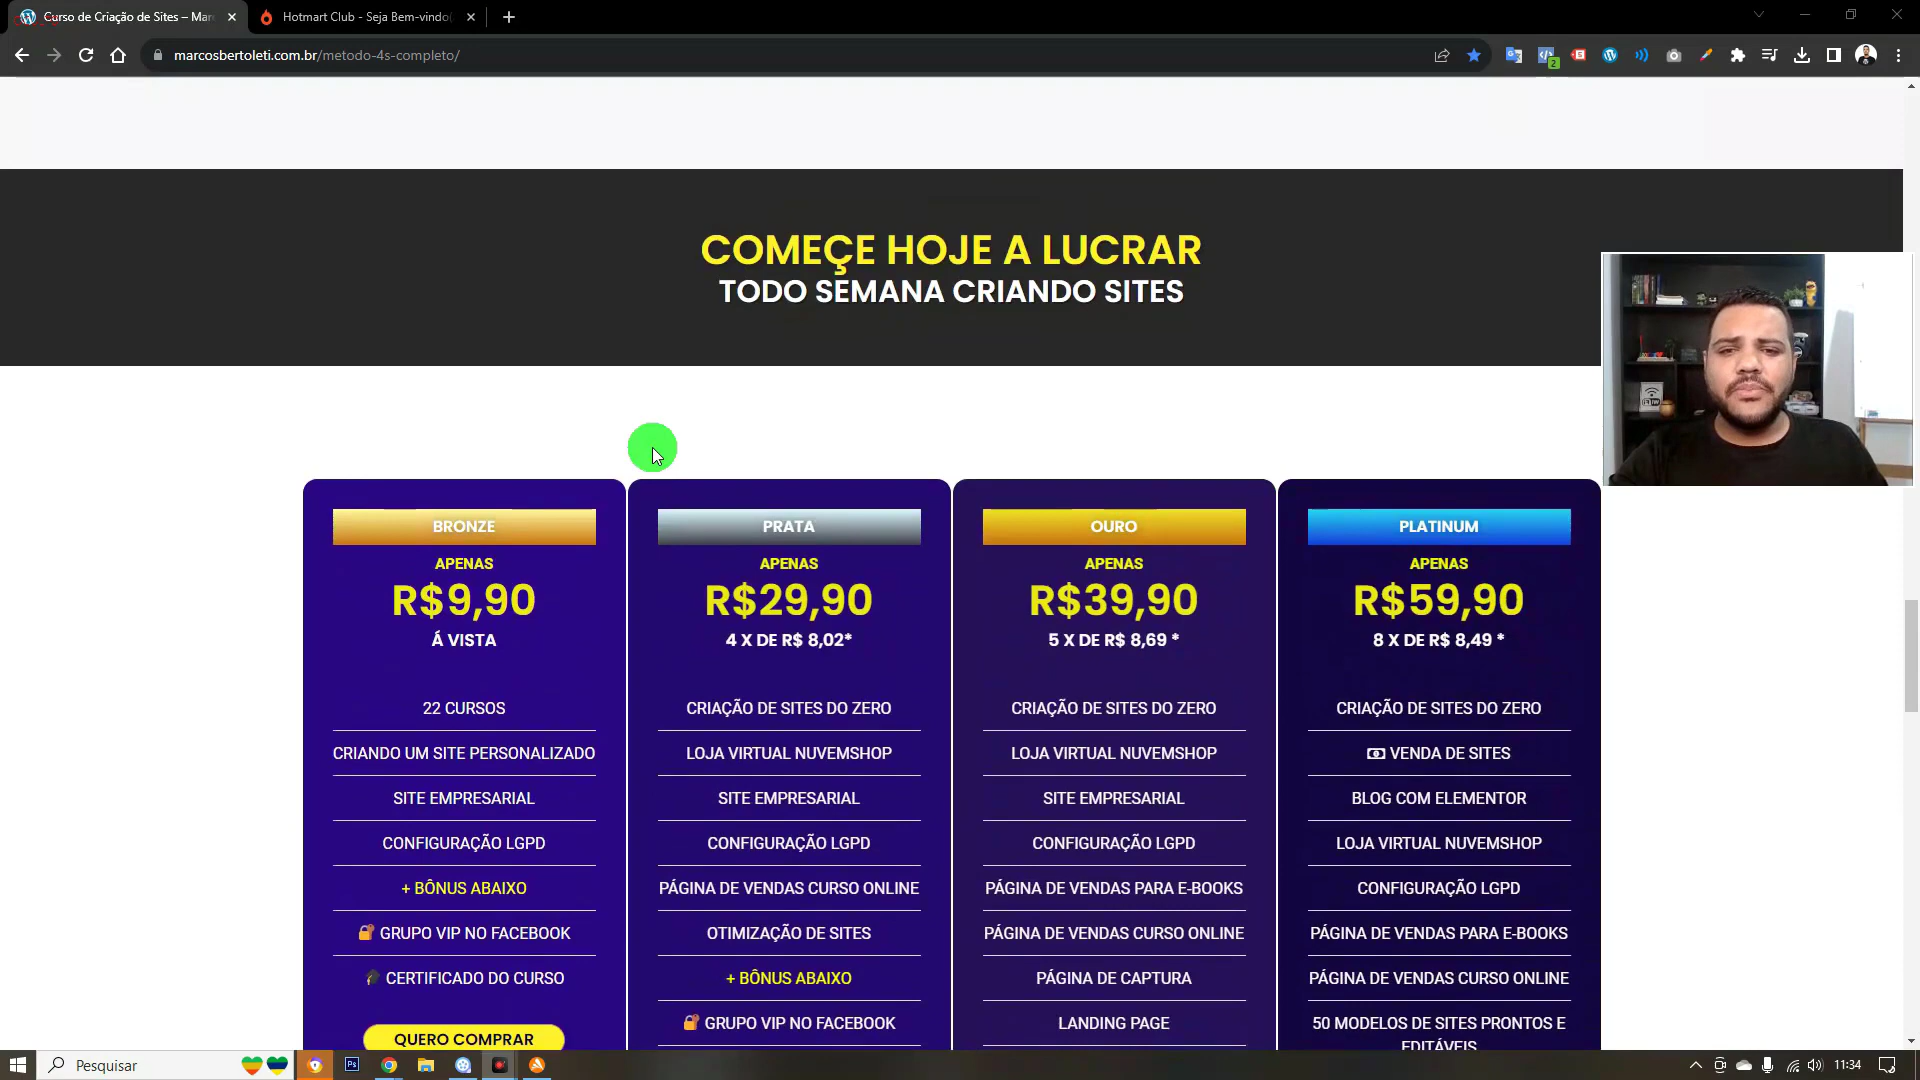 Curso de Criação de Sites – Mar
Hotmart Club - Seja Bem-vindo(
marcosbertoleti.com.br/metodo-4s-completo/
2
COMEÇE HOJE A LUCRAR
TODO SEMANA CRIANDO SITES
BRONZE
APENAS
R$9,90
Á VISTA
22 CURSOS
CRIANDO UM SITE PERSONALIZADO
SITE EMPRESARIAL
CONFIGURAÇÃO LGPD
+ BÔNUS ABAIXO
GRUPO VIP NO FACEBOOK
CERTIFICADO DO CURSO
QUERO COMPRAR
PRATA
APENAS
R$29,90
4 X DE R$ 8,02*
CRIAÇÃO DE SITES DO ZERO
LOJA VIRTUAL NUVEMSHOP
SITE EMPRESARIAL
CONFIGURAÇÃO LGPD
PÁGINA DE VENDAS CURSO ONLINE
OTIMIZAÇÃO DE SITES
+ BÔNUS ABAIXO
GRUPO VIP NO FACEBOOK
OURO
APENAS
R$39,90
5 X DE R$ 8,69 *
CRIAÇÃO DE SITES DO ZERO
LOJA VIRTUAL NUVEMSHOP
SITE EMPRESARIAL
CONFIGURAÇÃO LGPD
PÁGINA DE VENDAS PARA E-BOOKS
PÁGINA DE VENDAS CURSO ONLINE
PÁGINA DE CAPTURA
LANDING PAGE
PLATINUM
APENAS
R$59,90
8 X DE R$ 8,49 *
CRIAÇÃO DE SITES DO ZERO
VENDA DE SITES
BLOG COM ELEMENTOR
LOJA VIRTUAL NUVEMSHOP
CONFIGURAÇÃO LGPD
PÁGINA DE VENDAS PARA E-BOOKS
PÁGINA DE VENDAS CURSO ONLINE
50 MODELOS DE SITES PRONTOS E
EDITÁVEIS
Pesquisar
Ps
11:34